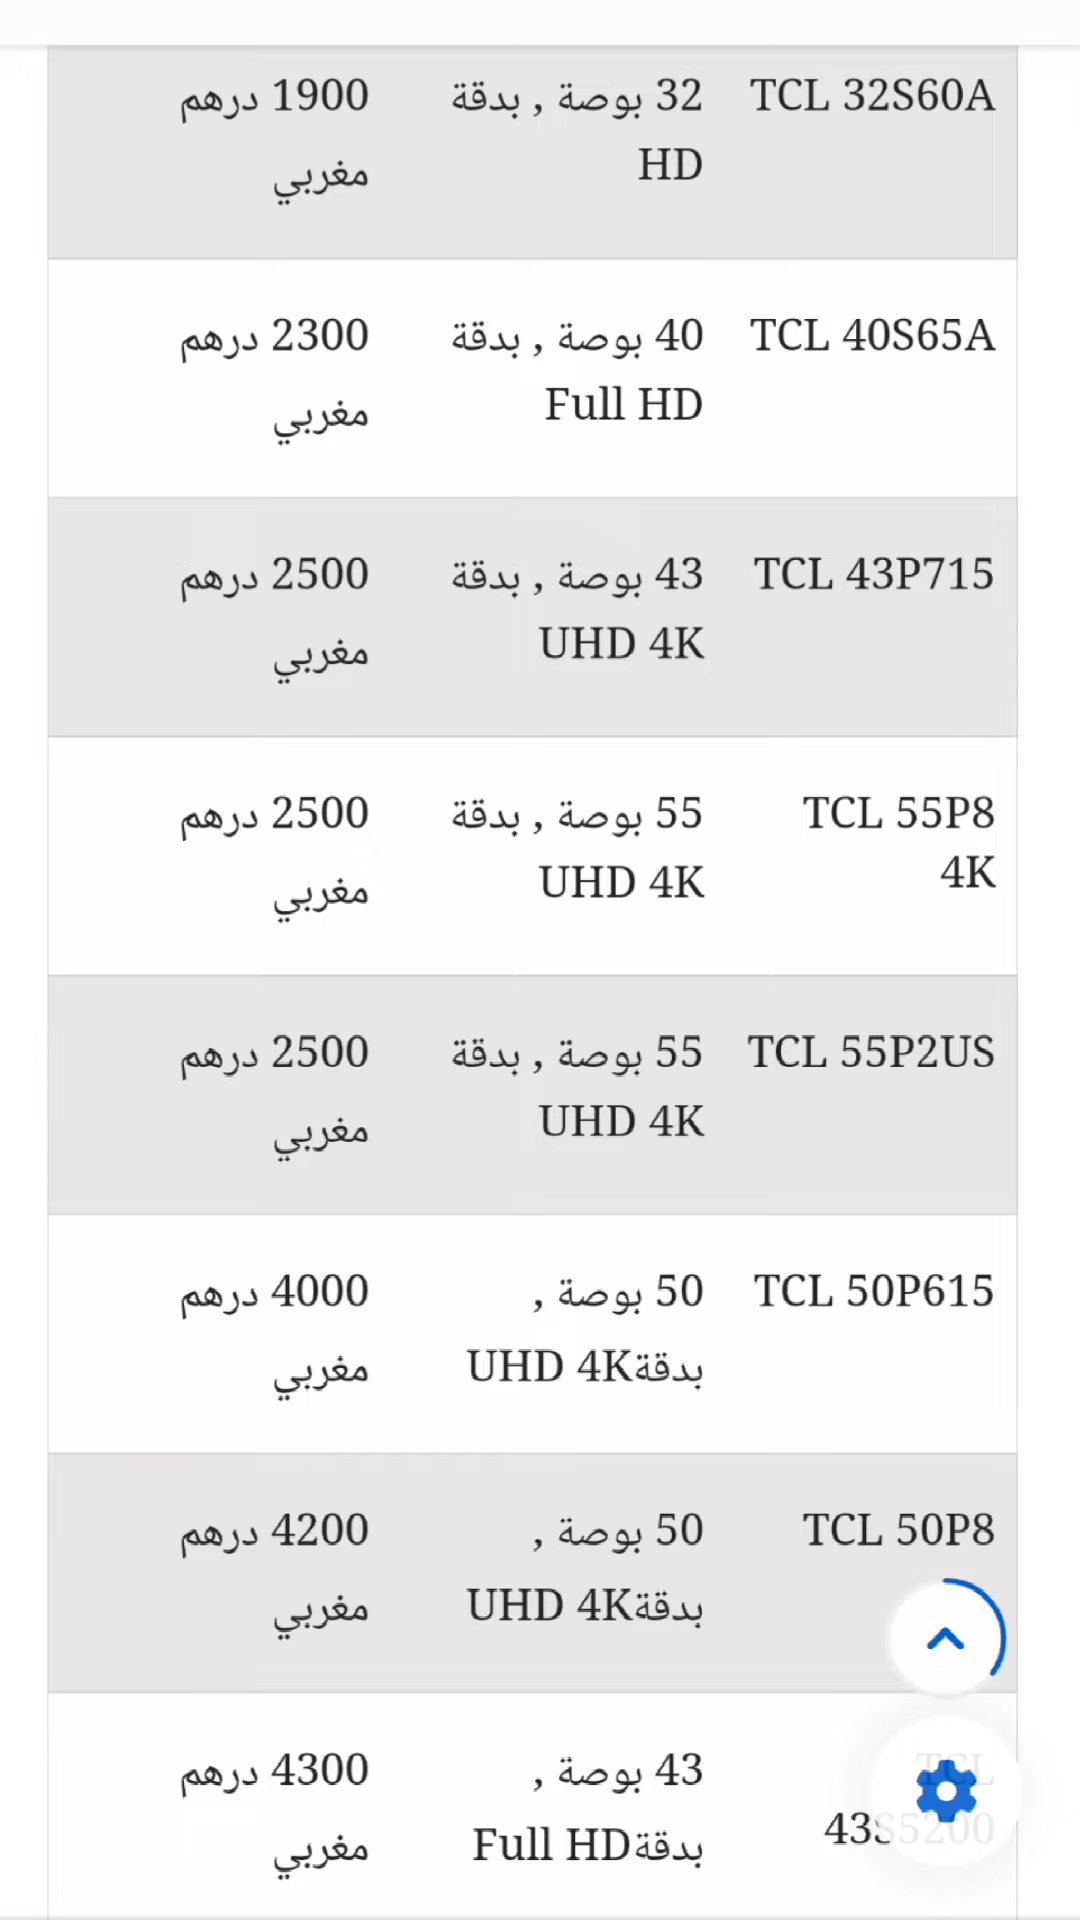 TCL 32S60A
32 بوصة , بدقة
HD
1900 درهم
مغربي
TCL 40S65A
40 بوصة , بدقة
Full HD
2300 درهم
مغربي
TCL 43P715
43 بوصة , بدقة
UHD 4K
2500 درهم
مغربي
TCL 55P8
4K
55 بوصة , بدقة
UHD 4K
2500 درهم
مغربي
TCL 55P2US
55 بوصة , بدقة
UHD 4K
2500 درهم
مغربي
TCL 50P615
50 بوصة ,
بدقةUHD 4K
4000 درهم
مغربي
TCL 50P8
50 بوصة ,
بدقةUHD 4K
4200 درهم
مغربي
TCL
43S5200
43 بوصة ,
بدقةFull HD
4300 درهم
مغربي